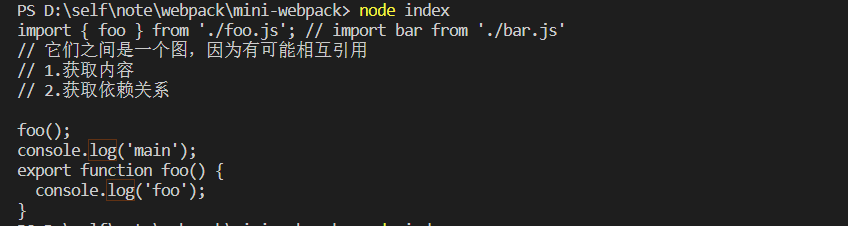 PS D:\self\note\webpack\mini-webpack> node index
import { foo } from './foo.js'; // import bar from './bar.js'
// 它们之间是一个图，因为有可能相互引用
// 1.获取内容
// 2.获取依赖关系
foo();
console.log('main');
export function foo() {
  console.log('foo');
}